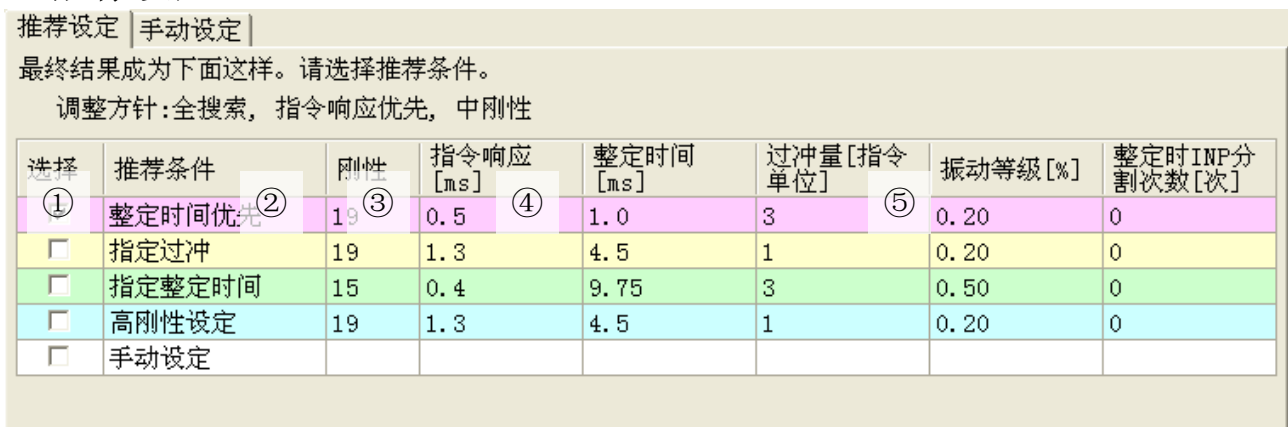 推荐设定 手动设定
最终结果成为下面这样。请选择推荐条件。
调整方针:全搜索, 指令响应优先, 中刚性
选择 推荐条件 刚性 指令响应[ms] 整定时间[ms] 过冲量[指令单位] 振动等级[%] 整定时INP分割次数[次]
① ② ③ ④ ⑤
整定时间优先 19 0.5 1.0 3 0.20 0
指定过冲 19 1.3 4.5 1 0.20 0
指定整定时间 15 0.4 9.75 3 0.50 0
高刚性设定 19 1.3 4.5 1 0.20 0
手动设定